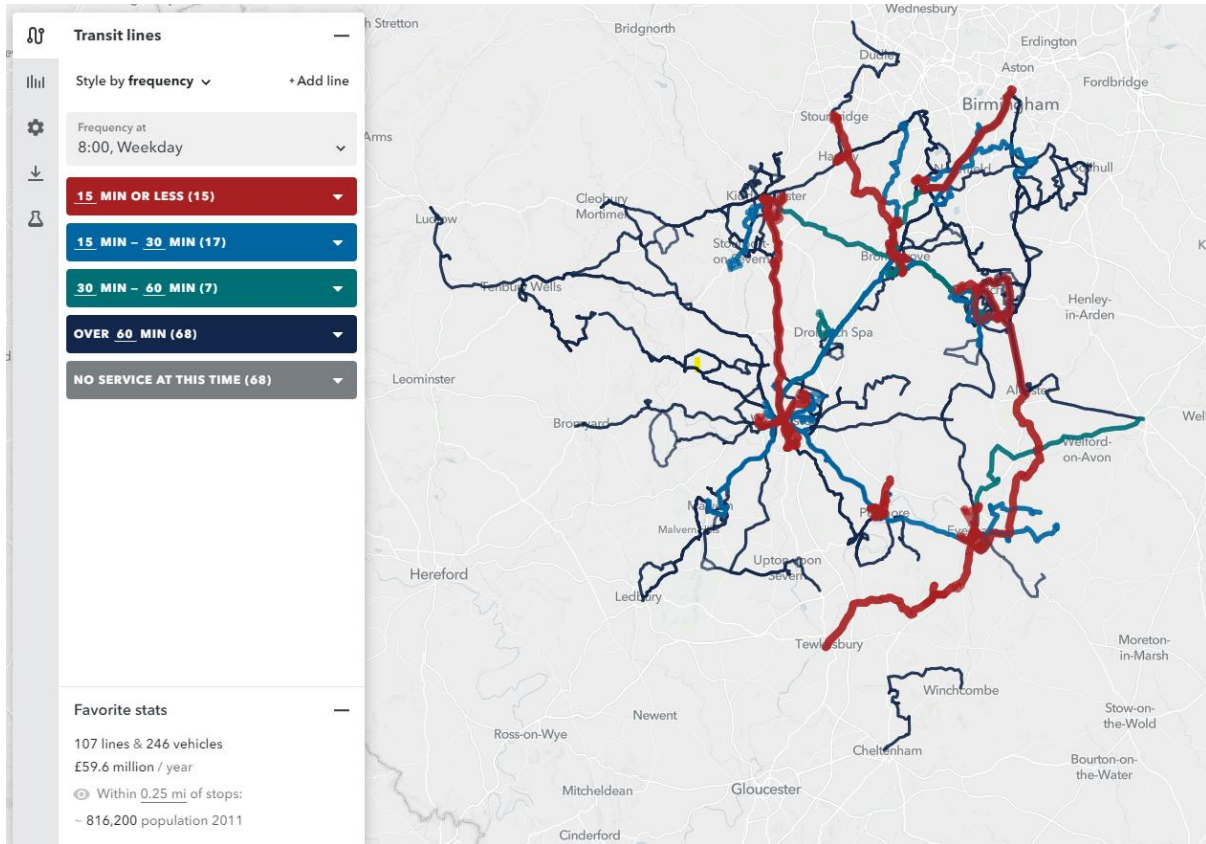 Transit lines
Style by frequency
+Add line
Frequency at
8:00, Weekday
15 MIN OR LESS (15)
15 MIN – 30 MIN (17)
30 MIN – 60 MIN (7)
OVER 60 MIN (68)
NO SERVICE AT THIS TIME (68)
Favorite stats
107 lines & 246 vehicles
£59.6 million / year
Within 0.25 mi of stops:
~ 816,200 population 2011
Wednesbury
Stretton
Bridgnorth
Erdington
Aston
Fordbridge
Birmingham
Arms
Cleobury
Mortimer
Tenbury Wells
Henley-
in-Arden
Leominster
Bromyard
Welford-
on-Avon
Hereford
Upton upon
Severn
Ledbury
Tewkesbury
Moreton-
in-Marsh
Winchcombe
Newent
Stow-on-
the-Wold
Ross-on-Wye
Cheltenham
Bourton-on-
the-Water
Mitcheldean
Gloucester
Cinderford